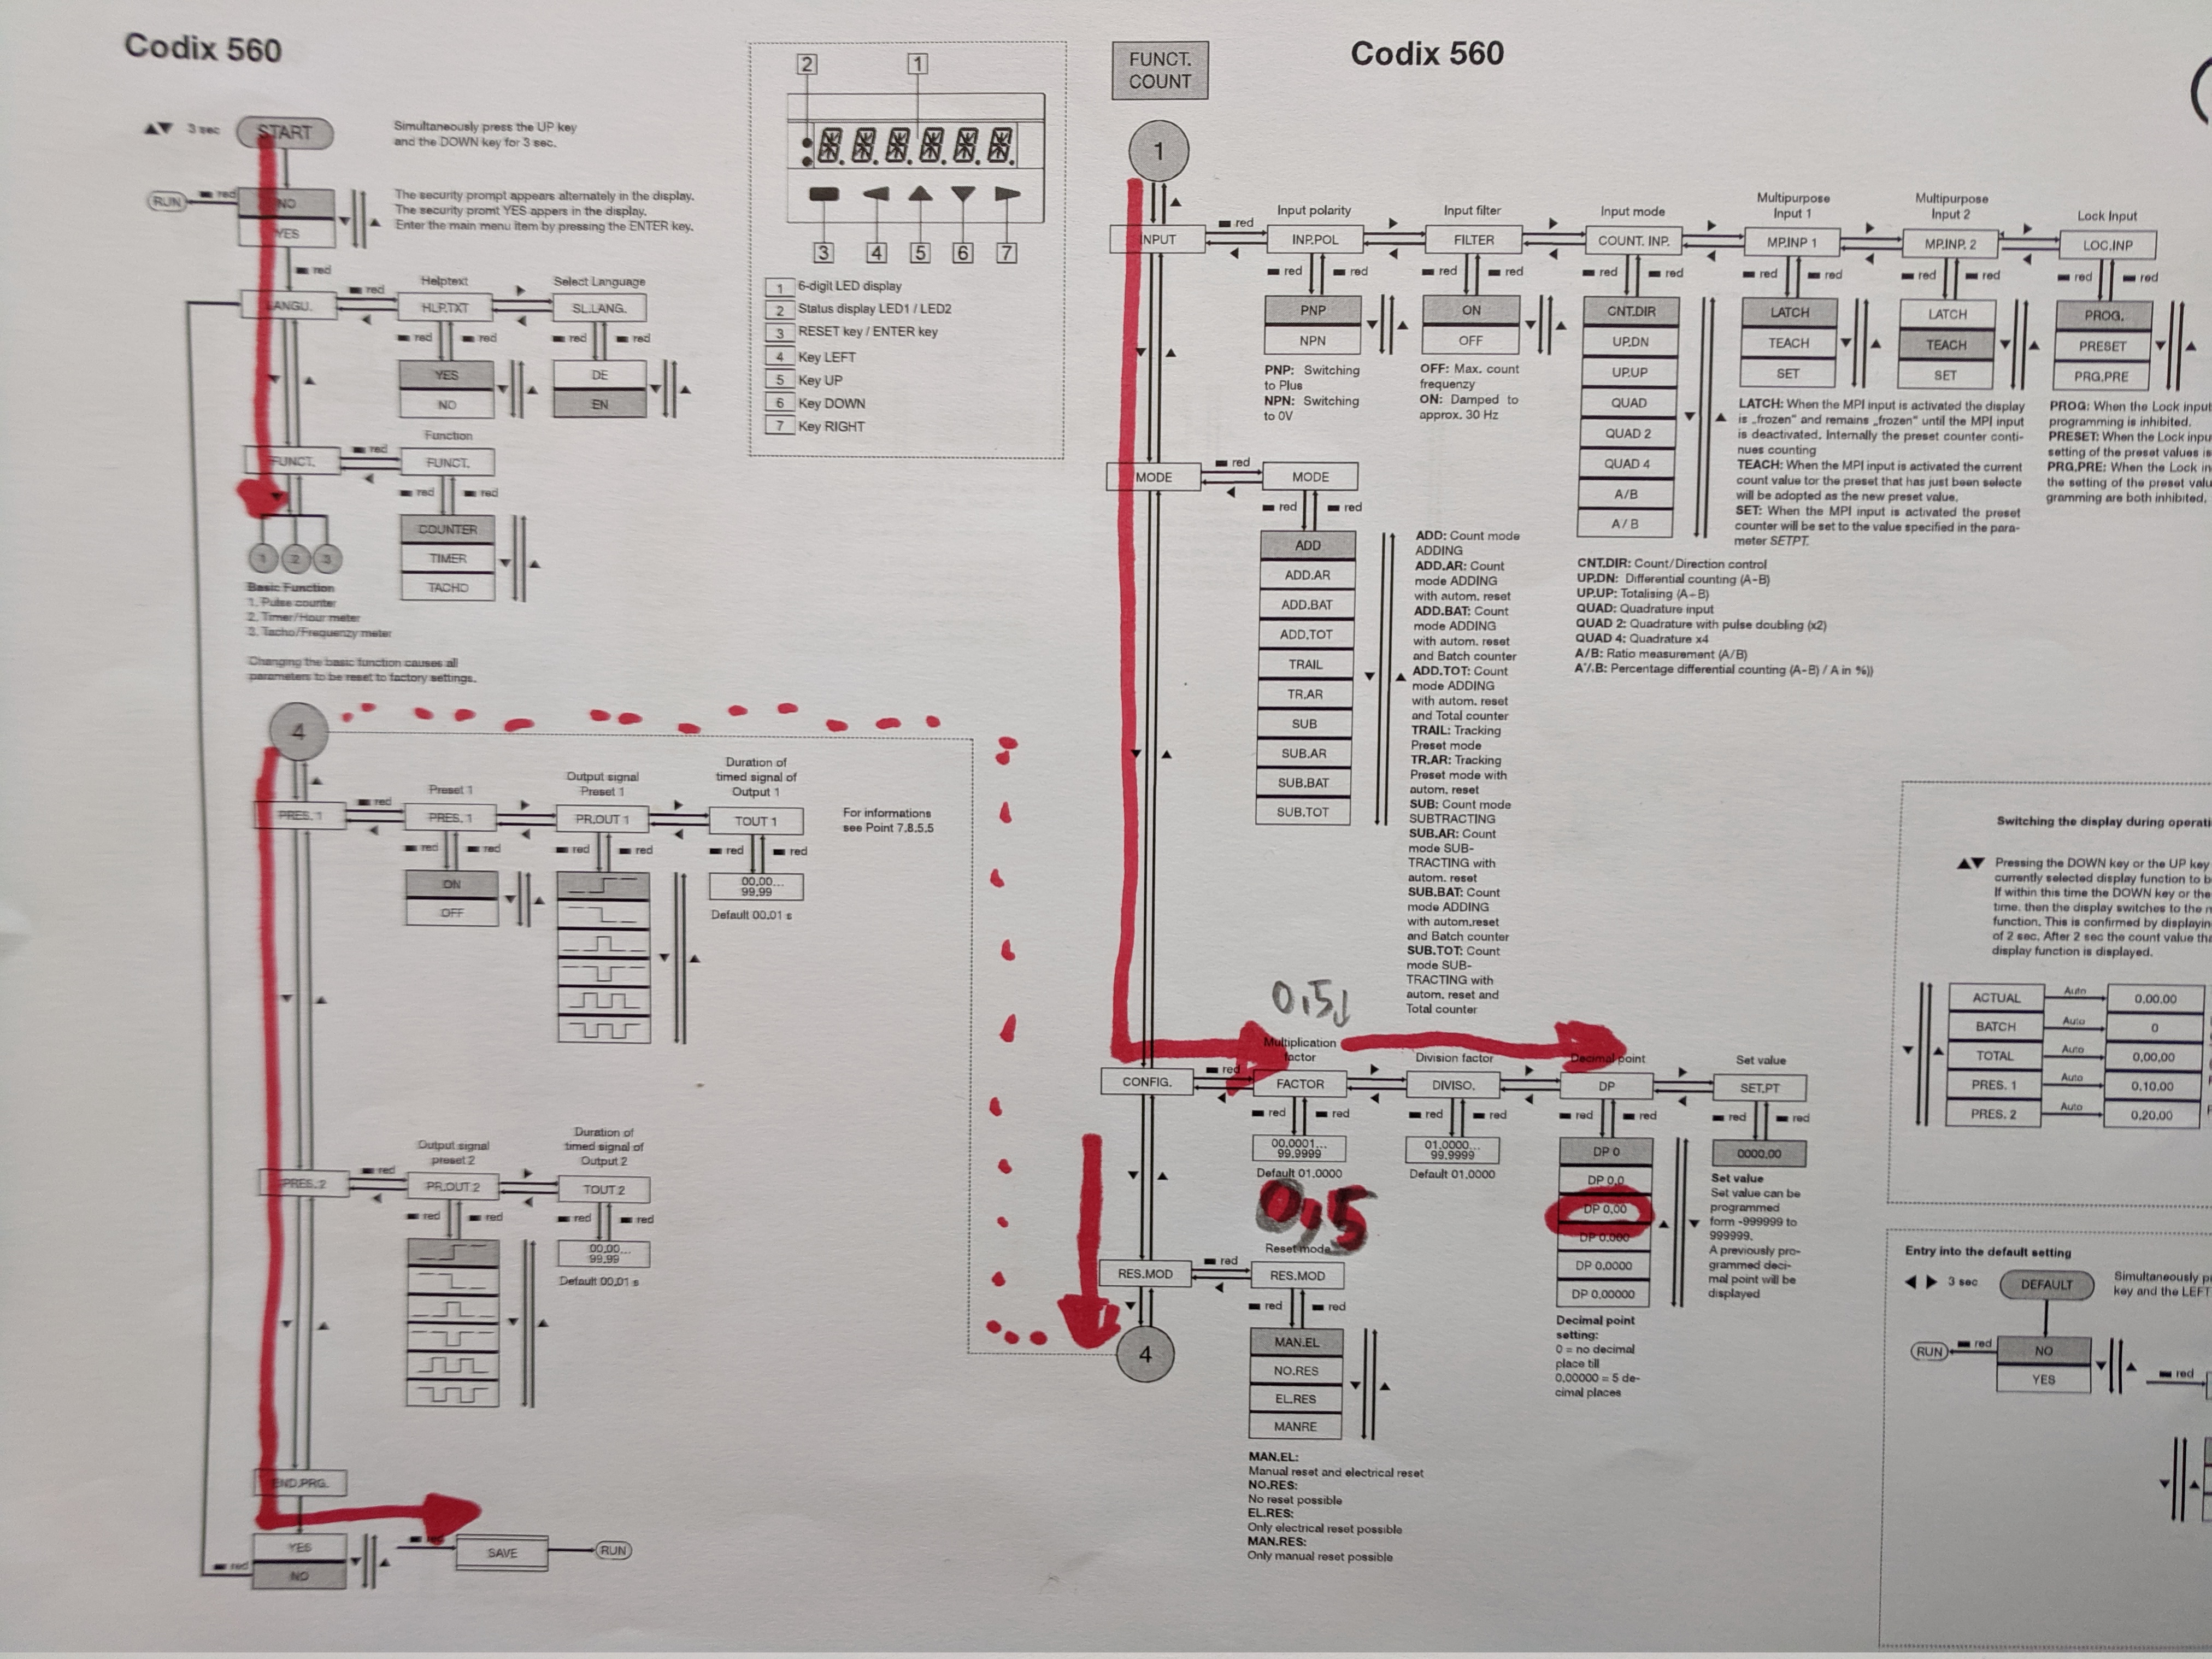 Codix 560
3 sec
START
Simultaneously press the UP key
and the DOWN key for 3 sec.
RUN
red
NO
YES
The security prompt appears alternately in the display.
The security promt YES appers in the display.
Enter the main menu item by pressing the ENTER key.
red
LANGU.
red
Helptext
HLP.TXT
Select Language
SL.LANG.
red
red
red
red
YES
NO
DE
EN
FUNCT.
red
Function
FUNCT.
red
red
COUNTER
TIMER
TACHO
1
2
3
Basic Function
1. Pulse counter
2. Timer/Hour meter
3. Tacho/Frequenzy meter
Changing the basic function causes all
parameters to be reset to factory settings.
2
1
3
4
5
6
7
1 6-digit LED display
2 Status display LED1 / LED2
3 RESET key / ENTER key
4 Key LEFT
5 Key UP
6 Key DOWN
7 Key RIGHT
4
PRES. 1
red
Preset 1
PRES. 1
Output signal
Preset 1
PR.OUT 1
Duration of
timed signal of
Output 1
TOUT 1
For informations
see Point 7.8.5.5
red
red
red
red
red
red
ON
OFF
00,00...
99,99
Default 00.01 s
PRES. 2
red
Output signal
preset 2
PR.OUT 2
Duration of
timed signal of
Output 2
TOUT 2
red
red
red
red
00,00...
99,99
Default 00,01 s
END.PRG.
YES
NO
red
red
SAVE
RUN
FUNCT.
COUNT
Codix 560
1
INPUT
red
Input polarity
INP.POL
Input filter
FILTER
Input mode
COUNT. INP.
Multipurpose
Input 1
MP.INP 1
Multipurpose
Input 2
MP.INP. 2
Lock Input
LOC.INP
red
red
red
red
red
red
red
red
red
red
red
red
PNP
NPN
ON
OFF
CNT.DIR
UP.DN
UP.UP
QUAD
QUAD 2
QUAD 4
A/B
A / B
LATCH
TEACH
SET
LATCH
TEACH
SET
PROG.
PRESET
PRG.PRE
PNP: Switching
to Plus
NPN: Switching
to 0V
OFF: Max. count
frequenzy
ON: Damped to
approx. 30 Hz
LATCH: When the MPI input is activated the display
is „frozen" and remains „frozen" until the MPI input
is deactivated. Internally the preset counter conti-
nues counting
TEACH: When the MPI input is activated the current
count value tor the preset that has just been selecte
will be adopted as the new preset value.
SET: When the MPI input is activated the preset
counter will be set to the value specified in the para-
meter SETPT.
PROG: When the Lock input
programming is inhibited.
PRESET: When the Lock inpu
setting of the preset values is
PRG.PRE: When the Lock in
the setting of the preset valu
gramming are both inhibited.
CNT.DIR: Count/Direction control
UP.DN: Differential counting (A-B)
UP.UP: Totalising (A-B)
QUAD: Quadrature input
QUAD 2: Quadrature with pulse doubling (x2)
QUAD 4: Quadrature x4
A/B: Ratio measurement (A/B)
A'/.B: Percentage differential counting (A-B) / A in %))
MODE
red
MODE
red
red
ADD
ADD.AR
ADD.BAT
ADD.TOT
TRAIL
TR.AR
SUB
SUB.AR
SUB.BAT
SUB.TOT
ADD: Count mode
ADDING
ADD.AR: Count
mode ADDING
with autom. reset
ADD.BAT: Count
mode ADDING
with autom. reset
and Batch counter
ADD.TOT: Count
mode ADDING
with autom. reset
and Total counter
TRAIL: Tracking
Preset mode
TR.AR: Tracking
Preset mode with
autom. reset
SUB: Count mode
SUBTRACTING
SUB.AR: Count
mode SUB-
TRACTING with
autom. reset
SUB.BAT: Count
mode ADDING
with autom.reset
and Batch counter
SUB.TOT: Count
mode SUB-
TRACTING with
autom. reset and
Total counter
0,5
CONFIG.
red
Multiplication
factor
FACTOR
Division factor
DIVISO.
Decimal point
DP
Set value
SET.PT
red
red
red
red
red
red
red
red
00,0001...
99.9999
Default 01.0000
01,0000...
99.9999
Default 01.0000
0,5
DP 0
DP 0,0
DP 0,00
DP 0.000
DP 0,0000
DP 0,00000
0000.00
Set value
Set value can be
programmed
form -999999 to
999999.
A previously pro-
grammed deci-
mal point will be
displayed
Decimal point
setting:
0 = no decimal
place till
0,00000 = 5 de-
cimal places
RES.MOD
red
Reset mode
RES.MOD
red
red
4
MAN.EL
NO.RES
EL.RES
MANRE
MAN.EL:
Manual reset and electrical reset
NO.RES:
No reset possible
EL.RES:
Only electrical reset possible
MAN.RES:
Only manual reset possible
Switching the display during operati
Pressing the DOWN key or the UP key
currently selected display function to b
If within this time the DOWN key or the
time. then the display switches to the n
function. This is confirmed by displayin
of 2 sec. After 2 sec the count value tha
display function is displayed.
ACTUAL Auto 0.00,00
BATCH Auto 0
TOTAL Auto 0,00,00
PRES. 1 Auto 0,10.00
PRES. 2 Auto 0,20.00
Entry into the default setting
3 sec
DEFAULT
Simultaneously p
key and the LEFT
RUN
red
NO
YES
red